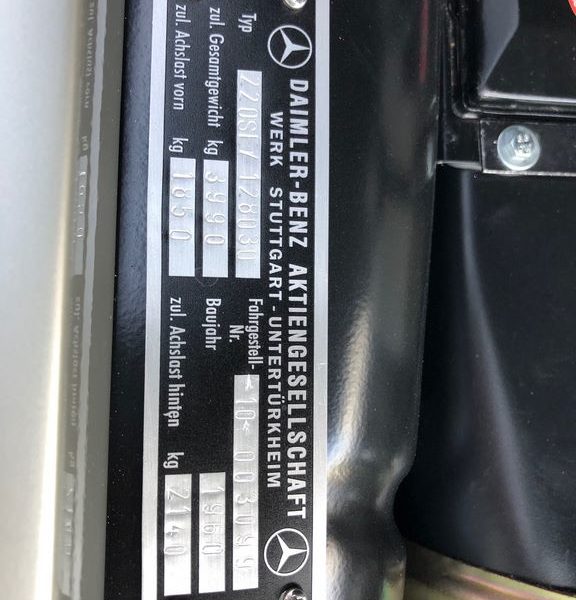 DAIMLER-BENZ AKTIENGESELLSCHAFT
WERK STUTTGART-UNTERTÜRKHEIM
Typ 220SE/128030 Fahrgestell-Nr. 10- 003099
zul. Gesamtgewicht kg 3990 Baujahr 1960
zul. Achslast vorn kg 1850 zul. Achslast hinten kg 2140